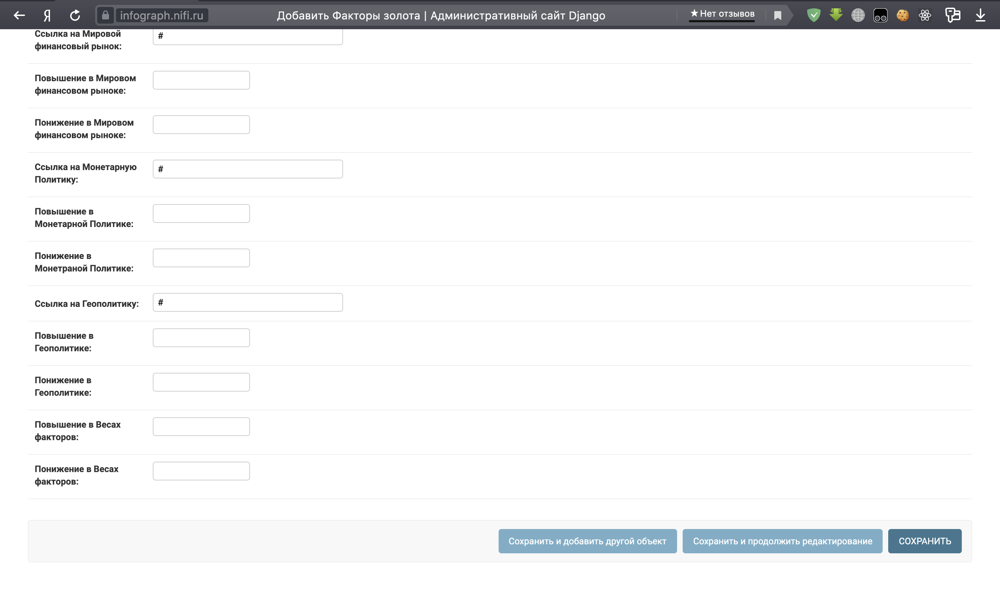 Я
infograph.nifi.ru
Добавить Факторы золота | Административный сайт Django
★ Нет отзывов
Ссылка на Мировой
финансовый рынок:
#
Повышение в Мировом
финансовом рыноке:
Понижение в Мировом
финансовом рыноке:
Ссылка на Монетарную
Политику:
#
Повышение в
Монетарной Политике:
Понижение в
Монетраной Политике:
Ссылка на Геополитику:
#
Повышение в
Геополитике:
Понижение в
Геополитике:
Повышение в Весах
факторов:
Понижение в Весах
факторов:
Сохранить и добавить другой объект
Сохранить и продолжить редактирование
СОХРАНИТЬ